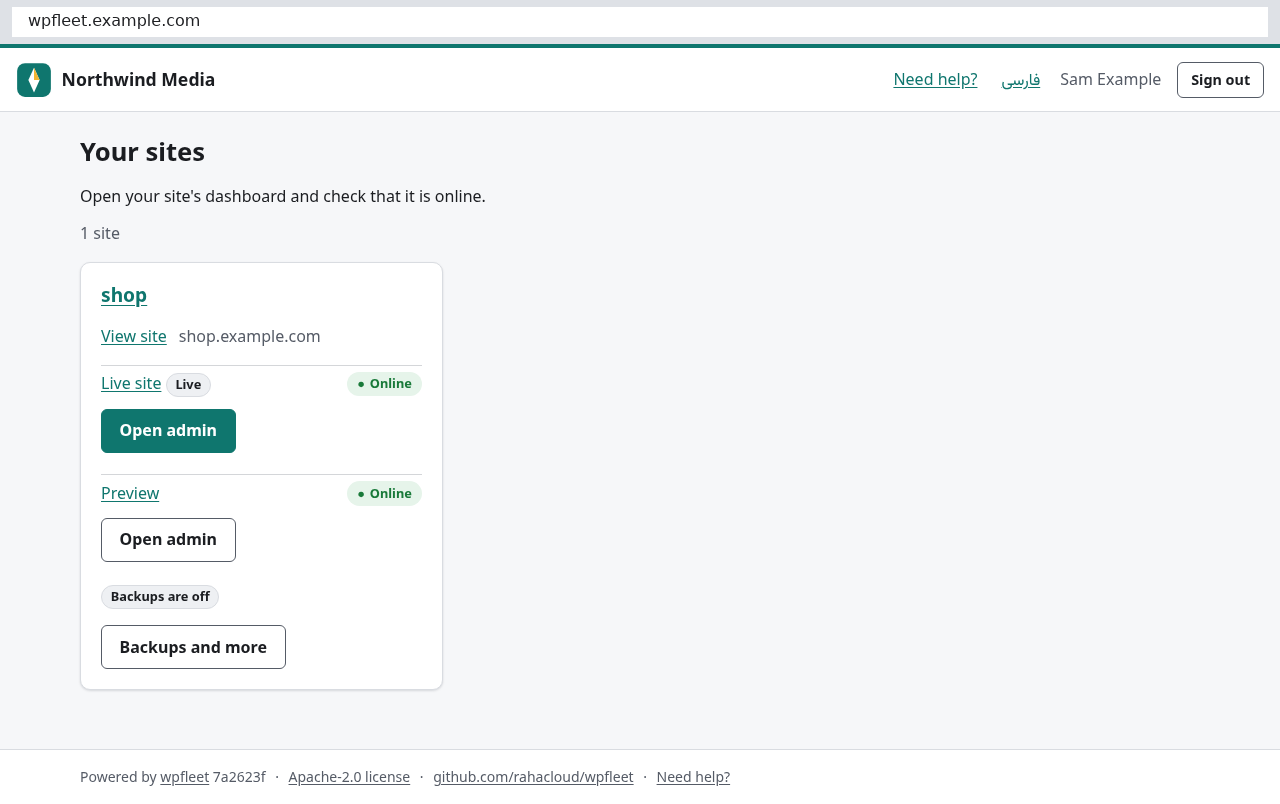 wpfleet.example.com
Northwind Media
Need help?
فارسی
Sam Example
Sign out
Your sites
Open your site's dashboard and check that it is online.
1 site
shop
View site shop.example.com
Live site Live ● Online
Open admin
Preview ● Online
Open admin
Backups are off
Backups and more
Powered by wpfleet 7a2623f · Apache-2.0 license · github.com/rahacloud/wpfleet · Need help?